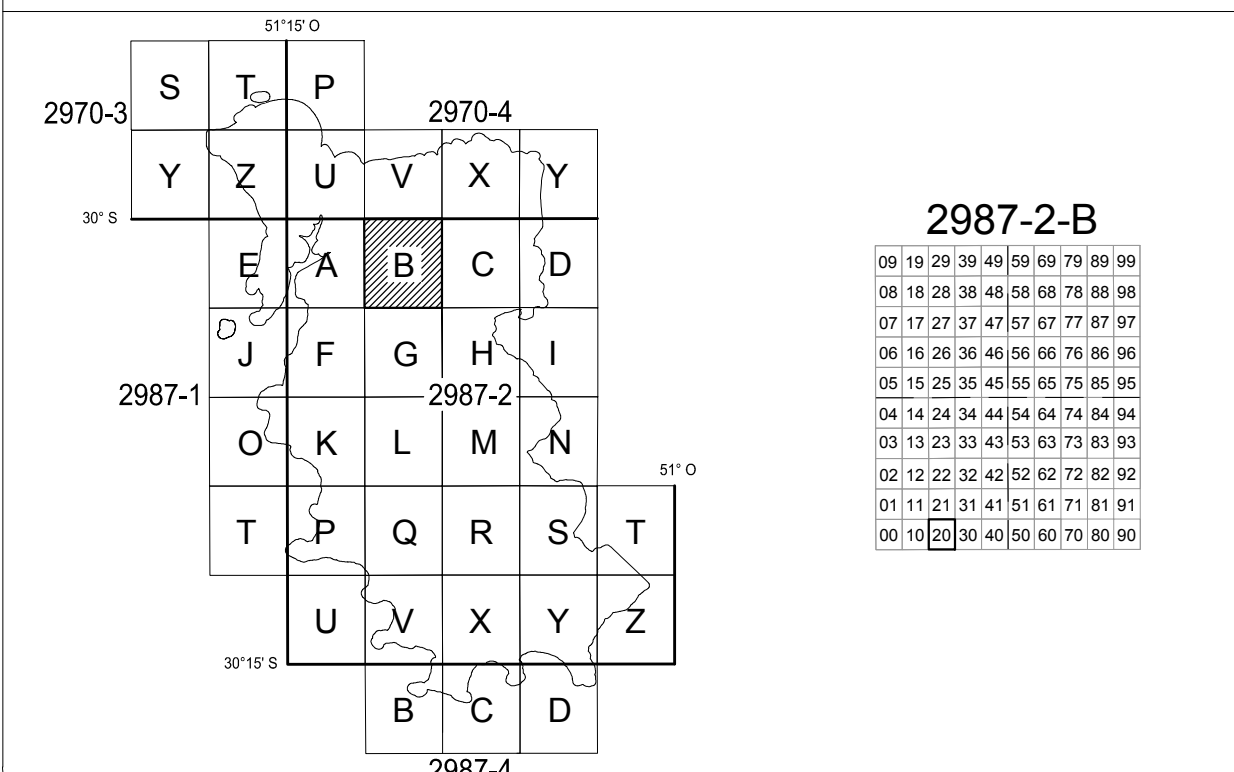 51°15' O
S T P
2970-3 2970-4
Y Z U V X Y
30° S
E A B C D
J F G H I
2987-1 2987-2
O K L M N
51° O
T P Q R S T
U V X Y Z
30°15' S
B C D
2987-4
2987-2-B
09 19 29 39 49 59 69 79 89 99
08 18 28 38 48 58 68 78 88 98
07 17 27 37 47 57 67 77 87 97
06 16 26 36 46 56 66 76 86 96
05 15 25 35 45 55 65 75 85 95
04 14 24 34 44 54 64 74 84 94
03 13 23 33 43 53 63 73 83 93
02 12 22 32 42 52 62 72 82 92
01 11 21 31 41 51 61 71 81 91
00 10 20 30 40 50 60 70 80 90